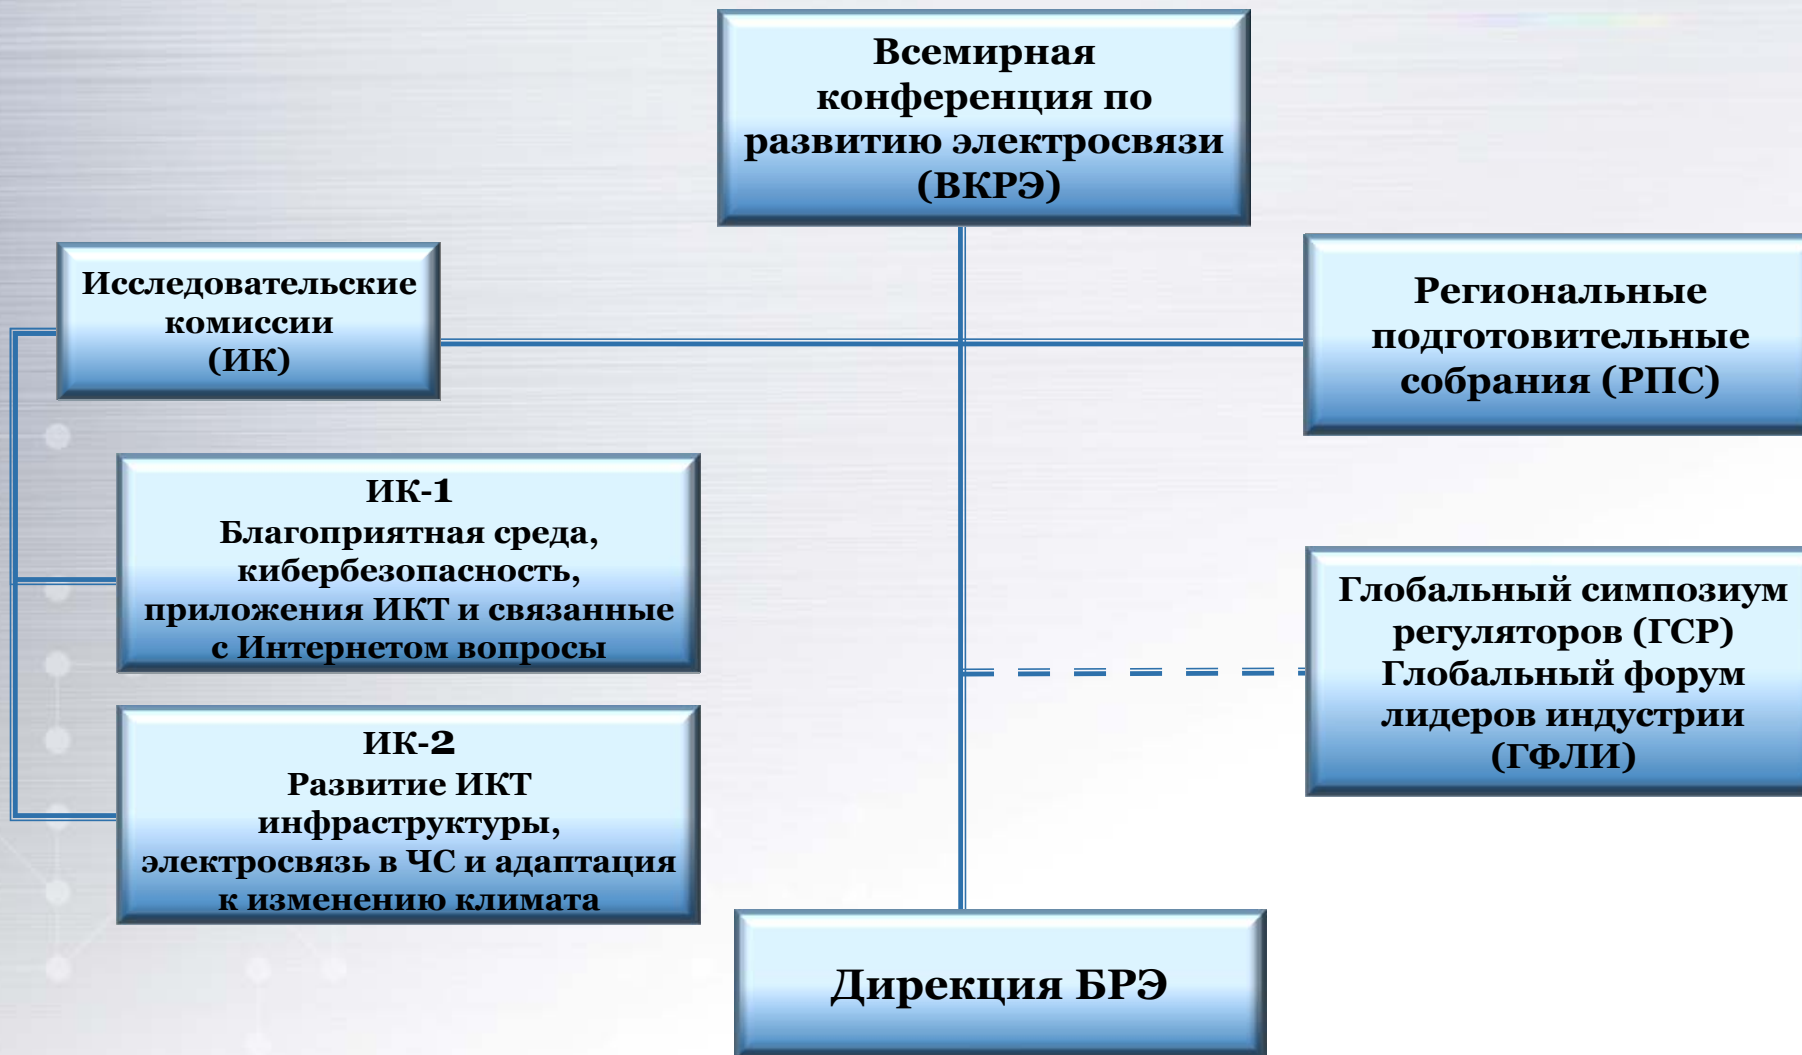 Всемирная
конференция по
развитию электросвязи
(ВКРЭ)
Исследовательские
комиссии
(ИК)
Региональные
подготовительные
собрания (РПС)
ИК-1
Благоприятная среда,
кибербезопасность,
приложения ИКТ и связанные
с Интернетом вопросы
Глобальный симпозиум
регуляторов (ГСР)
Глобальный форум
лидеров индустрии
(ГФЛИ)
ИК-2
Развитие ИКТ
инфраструктуры,
электросвязь в ЧС и адаптация
к изменению климата
Дирекция БРЭ